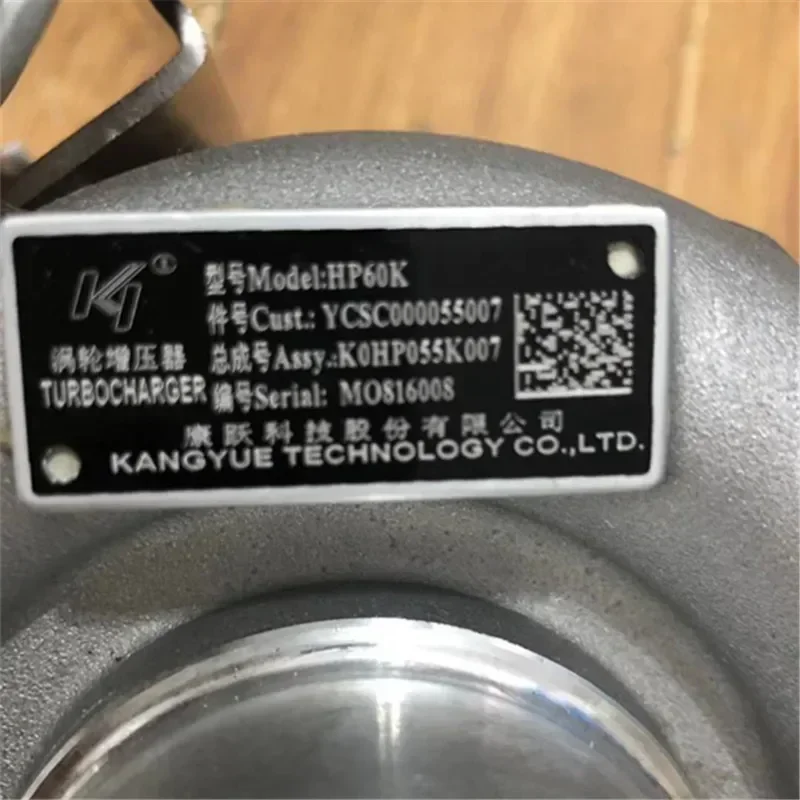 KJ®
型号Model:HP60K
件号Cust.: YCSC000055007
涡轮增压器
总成号Assy.:K0HP055K007
TURBOCHARGER
编号Serial: MO816008
康跃科技股份有限公司
KANGYUE TECHNOLOGY CO.,LTD.